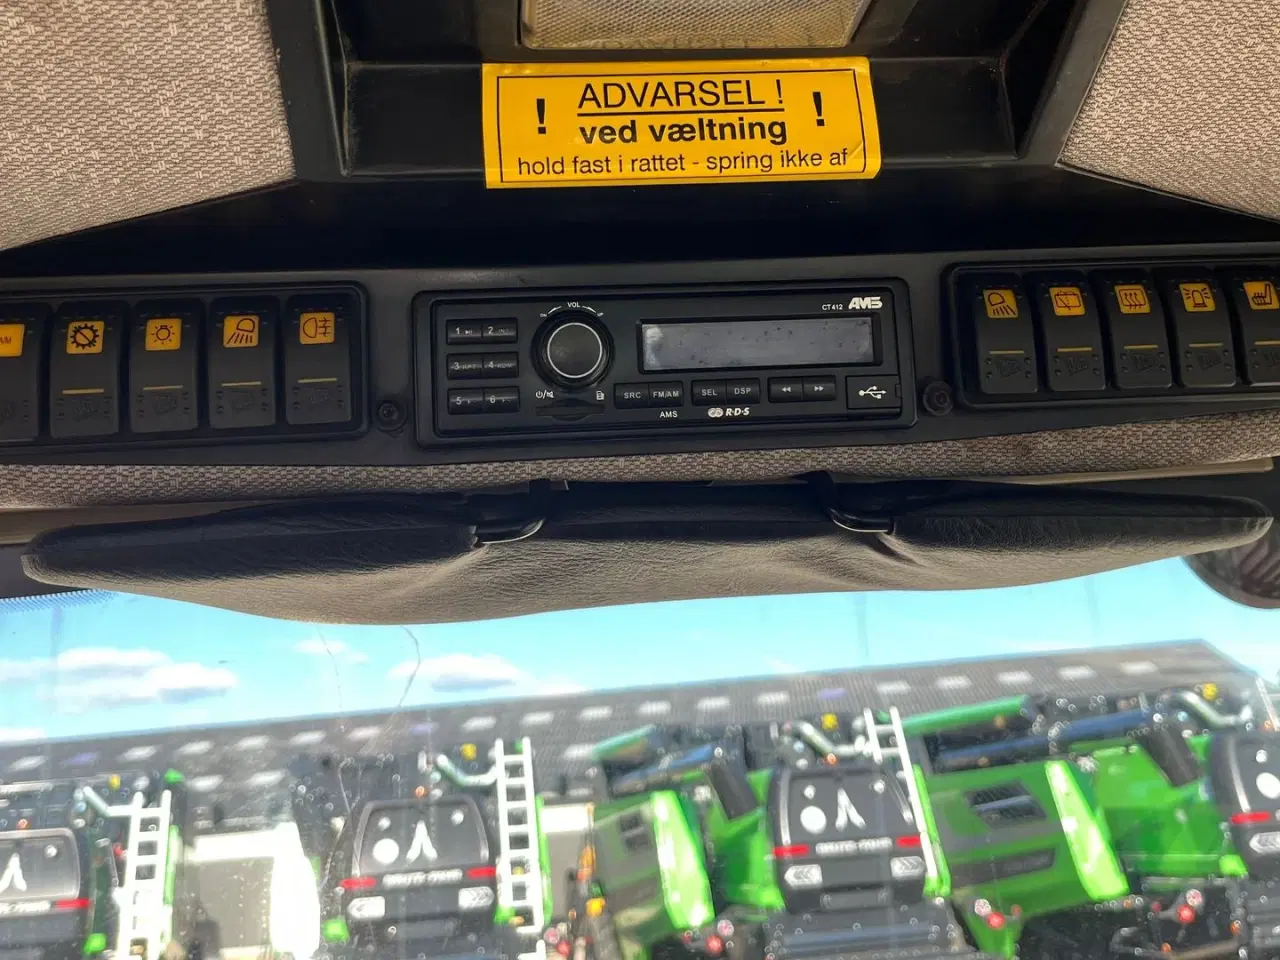 ! ADVARSEL ! !
ved væltning
hold fast i rattet - spring ikke af
VOL
CT412 AMS
1 2
3 4
5 6
SRC FM/AM SEL DSP
AMS R·D·S